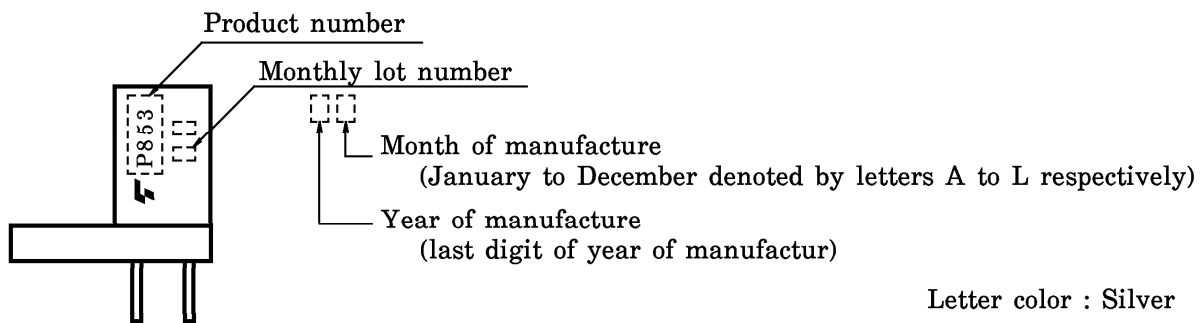 Product number
Monthly lot number
P853
Month of manufacture
(January to December denoted by letters A to L respectively)
Year of manufacture
(last digit of year of manufactur)
Letter color : Silver